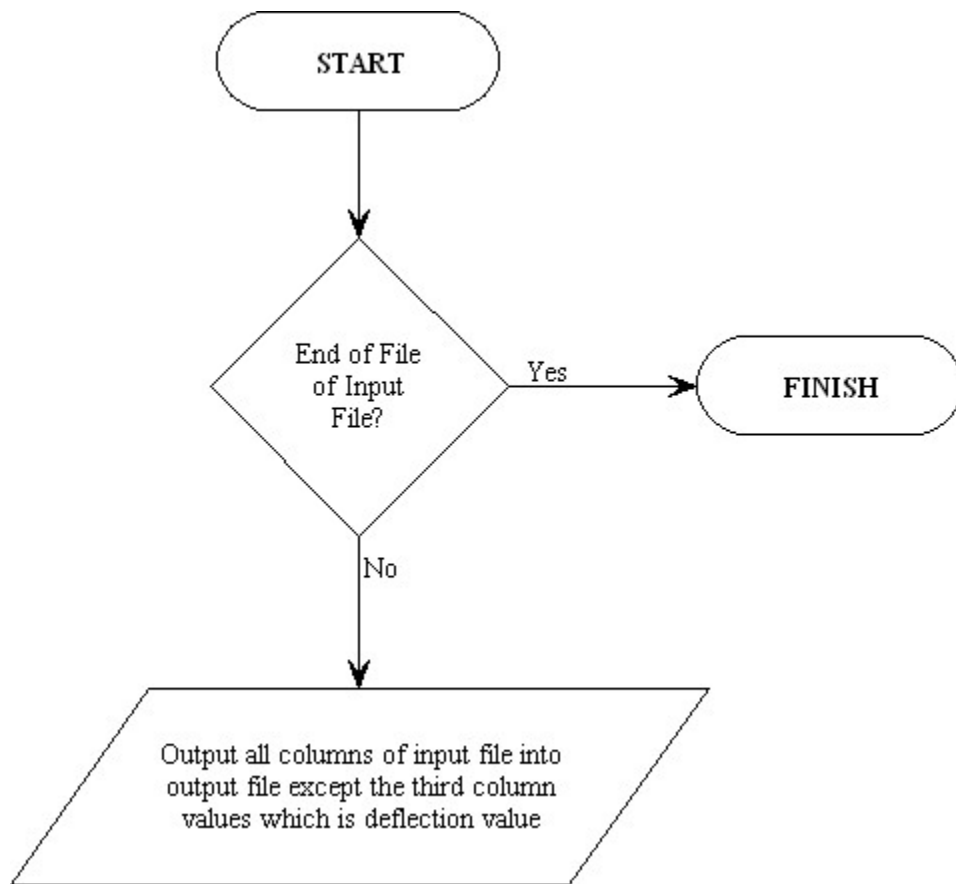 START
End of File
of Input
File?
Yes
FINISH
No
Output all columns of input file into
output file except the third column
values which is deflection value